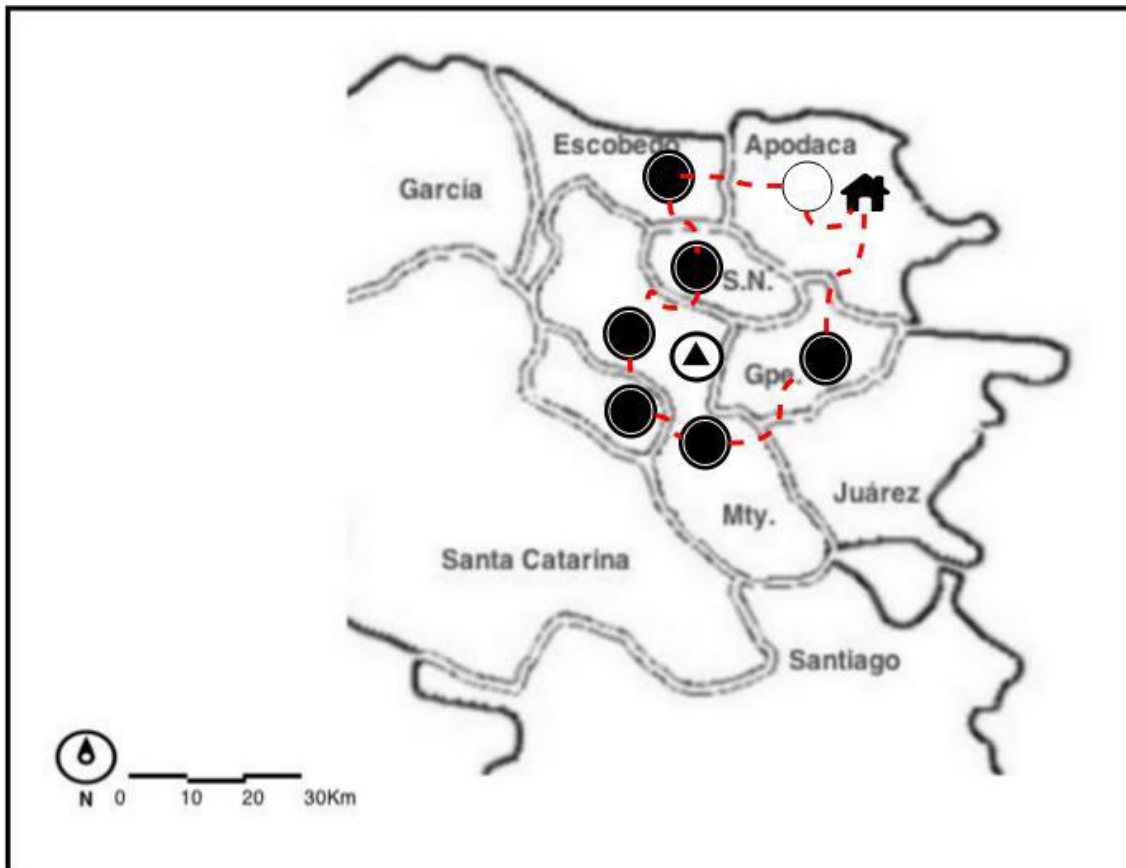 Escobedo
Apodaca
García
S.N.
Gpe.
Juárez
Mty.
Santa Catarina
Santiago
N 0 10 20 30Km